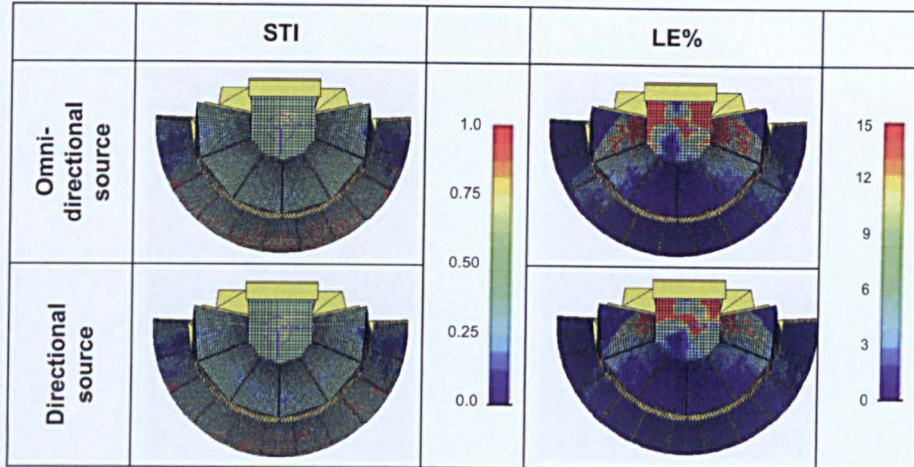 STI
LE%
Omni-
directional
source
1.0
0.75
0.50
0.25
0.0
15
12
9
6
3
0
Directional
source